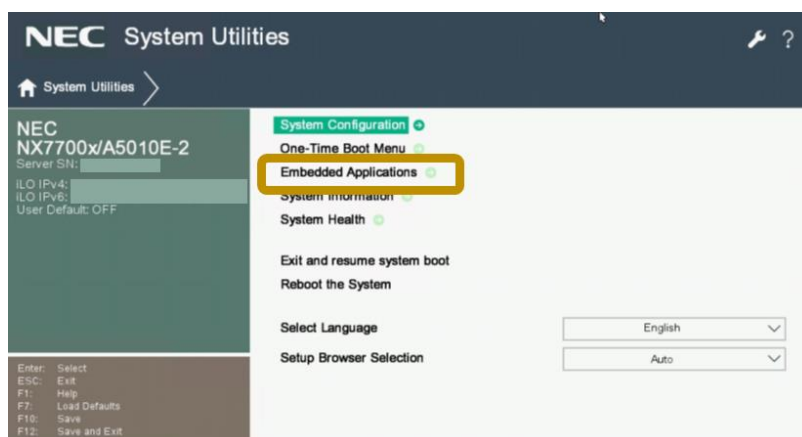 NEC System Utilities
?
System Utilities
NEC
NX7700x/A5010E-2
Server SN:
iLO IPv4:
iLO IPv6:
User Default: OFF
System Configuration
One-Time Boot Menu
Embedded Applications
System Information
System Health
Exit and resume system boot
Reboot the System
Select Language English
Setup Browser Selection Auto
Enter: Select
ESC: Exit
F1: Help
F7: Load Defaults
F10: Save
F12: Save and Exit